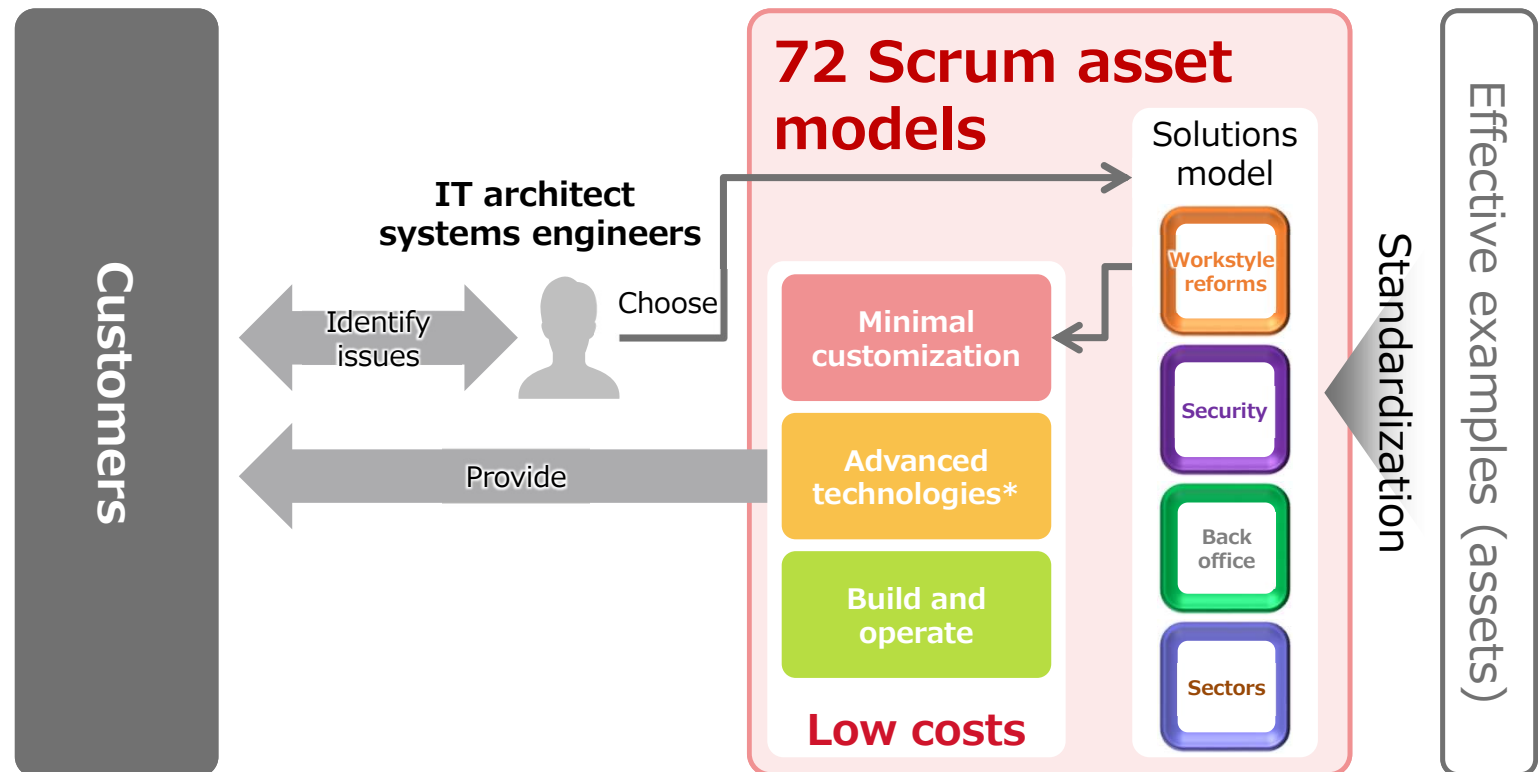 72 Scrum asset
models
Solutions
model
IT architect
systems engineers
Customers
Identify
issues
Choose
Provide
Minimal
customization
Advanced
technologies*
Build and
operate
Low costs
Workstyle
reforms
Security
Back
office
Sectors
Standardization
Effective examples (assets)